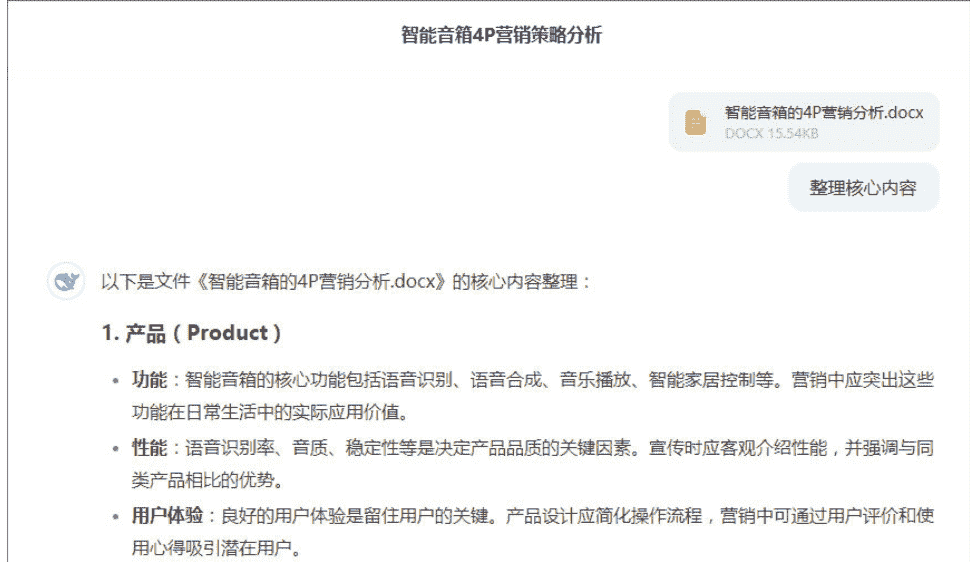 智能音箱4P营销策略分析
智能音箱的4P营销分析.docx
DOCX 15.54KB
整理核心内容
以下是文件《智能音箱的4P营销分析.docx》的核心内容整理：
1. 产品（Product）
• 功能：智能音箱的核心功能包括语音识别、语音合成、音乐播放、智能家居控制等。营销中应突出这些
功能在日常生活中的实际应用价值。
• 性能：语音识别率、音质、稳定性等是决定产品品质的关键因素。宣传时应客观介绍性能，并强调与同
类产品相比的优势。
• 用户体验：良好的用户体验是留住用户的关键。产品设计应简化操作流程，营销中可通过用户评价和使
用心得吸引潜在用户。